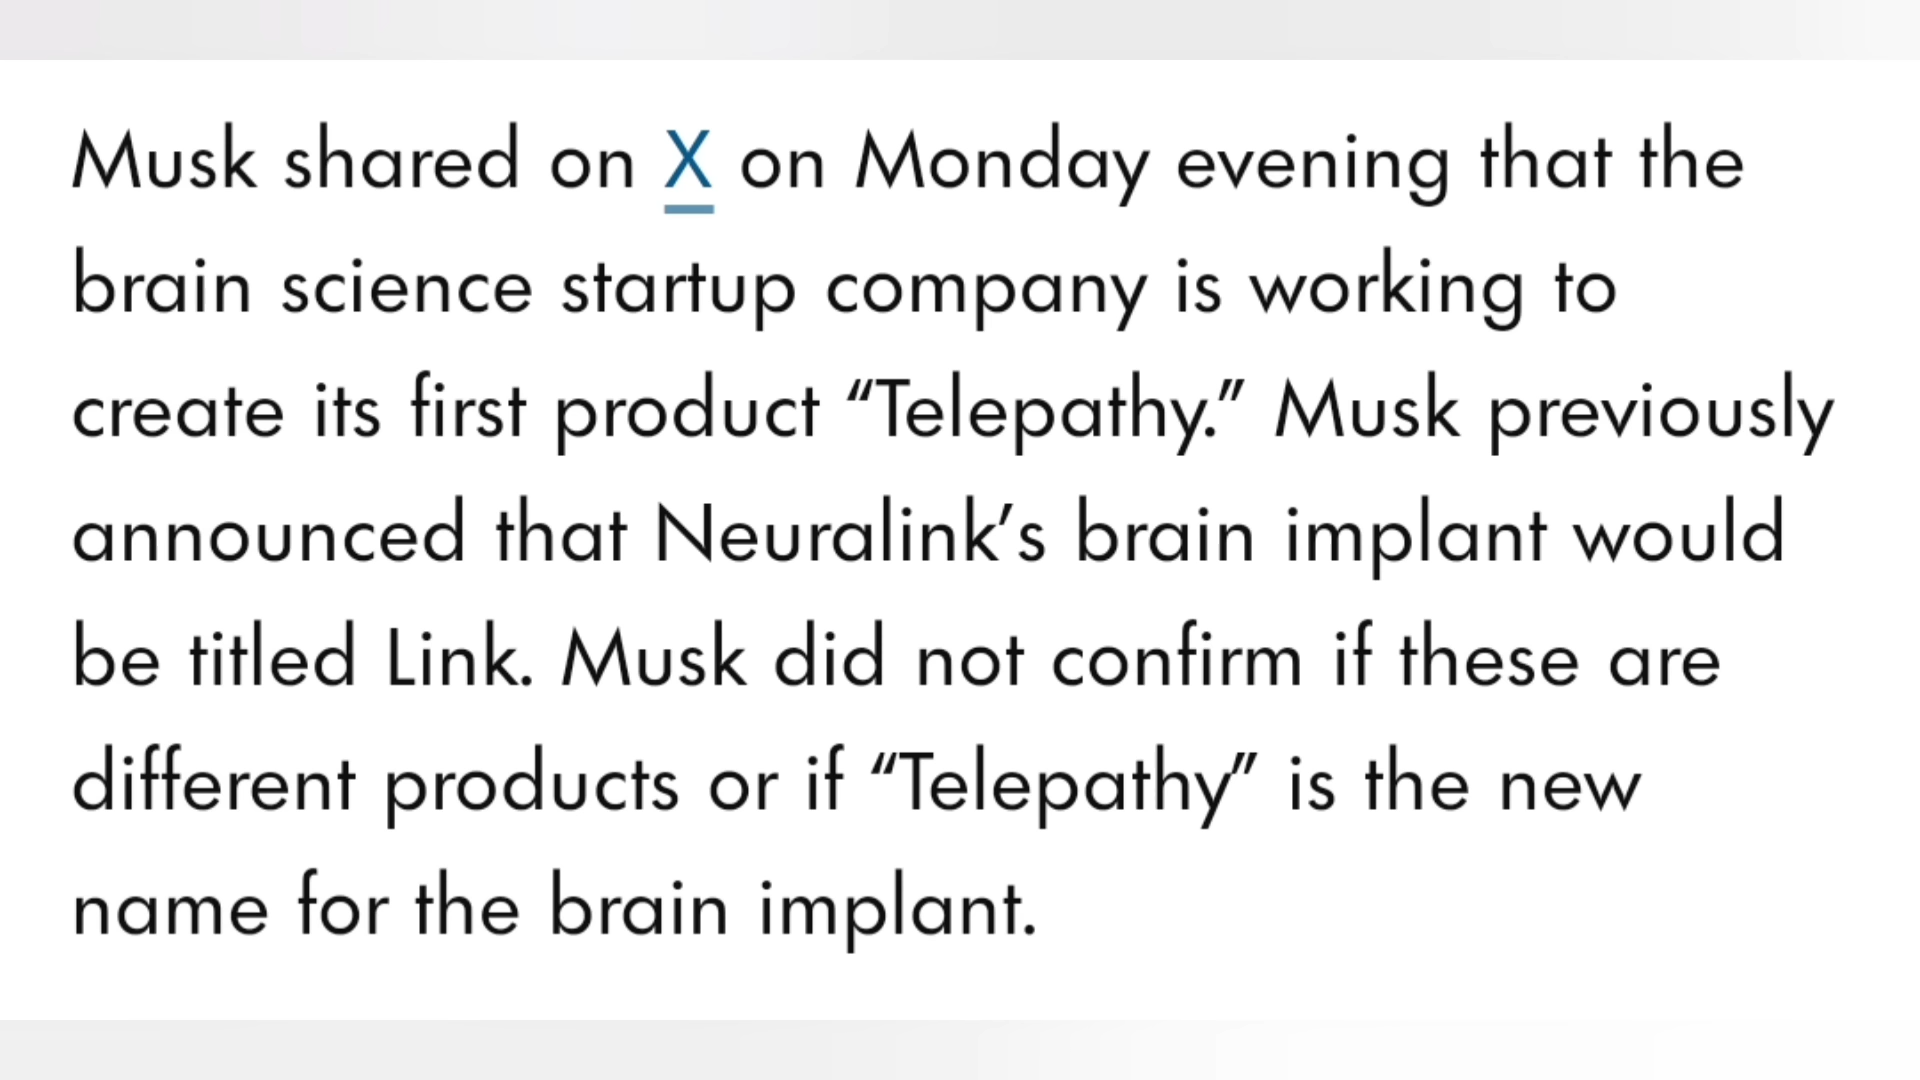 Musk shared on X on Monday evening that the
brain science startup company is working to
create its first product “Telepathy.” Musk previously
announced that Neuralink’s brain implant would
be titled Link. Musk did not confirm if these are
different products or if “Telepathy” is the new
name for the brain implant.